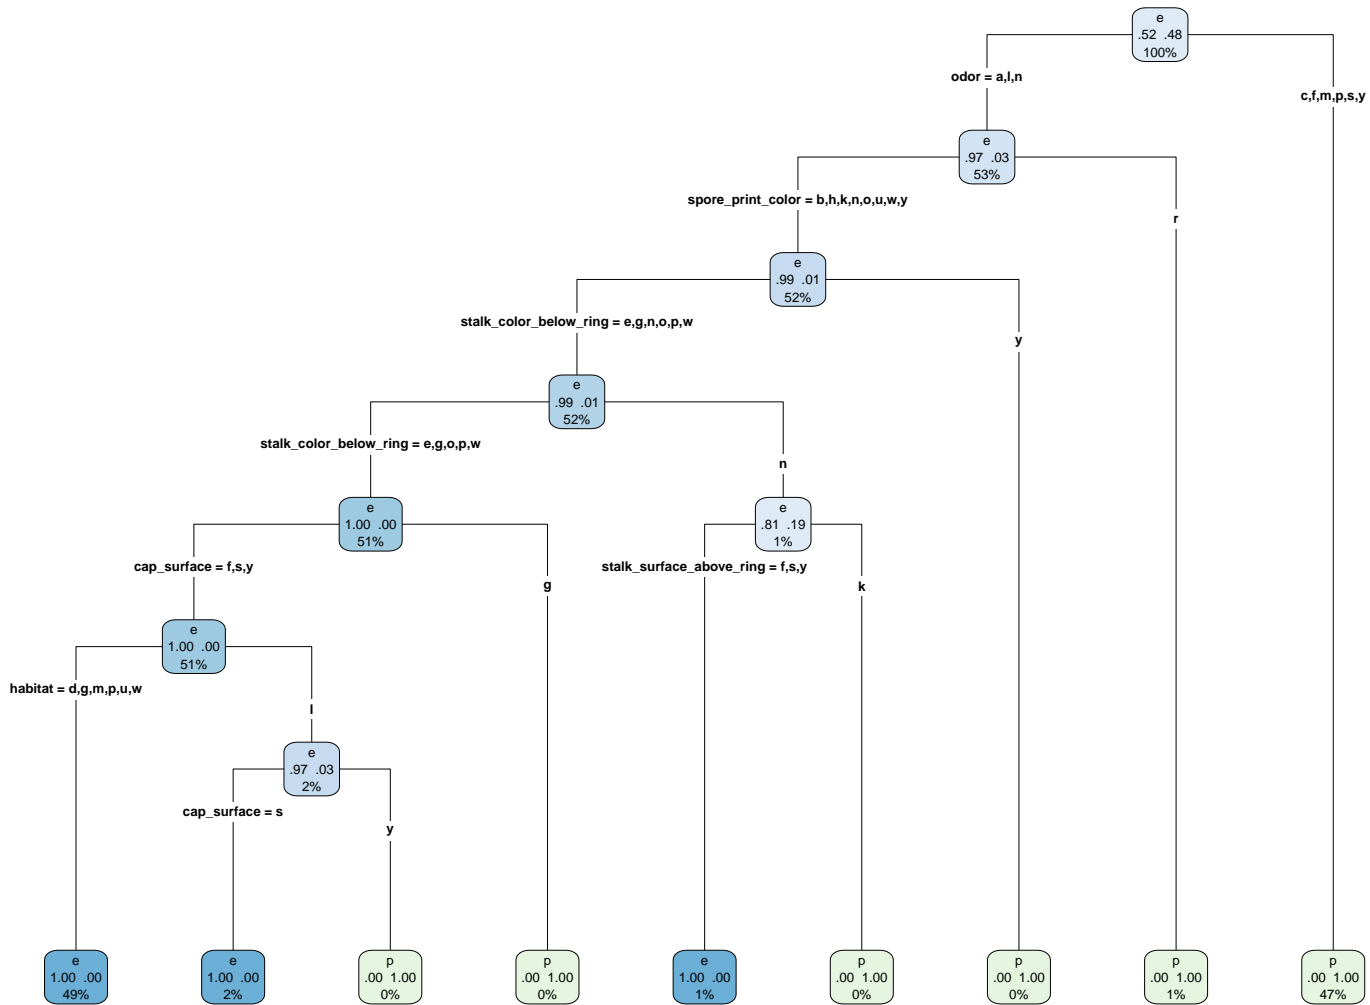 e
.52 .48
100%
odor = a,l,n
c,f,m,p,s,y
e
.97 .03
53%
spore_print_color = b,h,k,n,o,u,w,y
r
e
.99 .01
52%
stalk_color_below_ring = e,g,n,o,p,w
y
e
.99 .01
52%
stalk_color_below_ring = e,g,o,p,w
n
e
1.00 .00
51%
e
.81 .19
1%
cap_surface = f,s,y
g
stalk_surface_above_ring = f,s,y
k
e
1.00 .00
51%
habitat = d,g,m,p,u,w
l
e
.97 .03
2%
cap_surface = s
y
e
1.00 .00
49%
e
1.00 .00
2%
p
.00 1.00
0%
p
.00 1.00
0%
e
1.00 .00
1%
p
.00 1.00
0%
p
.00 1.00
0%
p
.00 1.00
1%
p
.00 1.00
47%